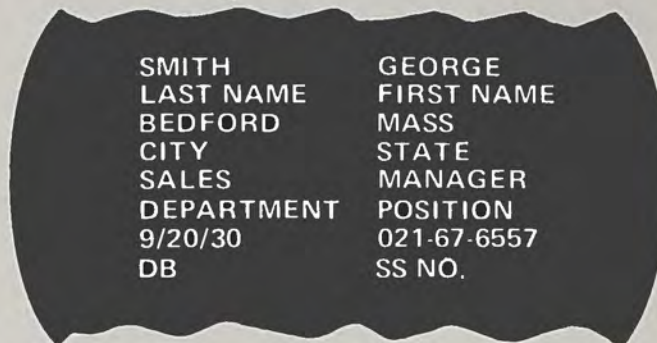 SMITH GEORGE
LAST NAME FIRST NAME
BEDFORD MASS
CITY STATE
SALES MANAGER
DEPARTMENT POSITION
9/20/30 021-67-6557
DB SS NO.